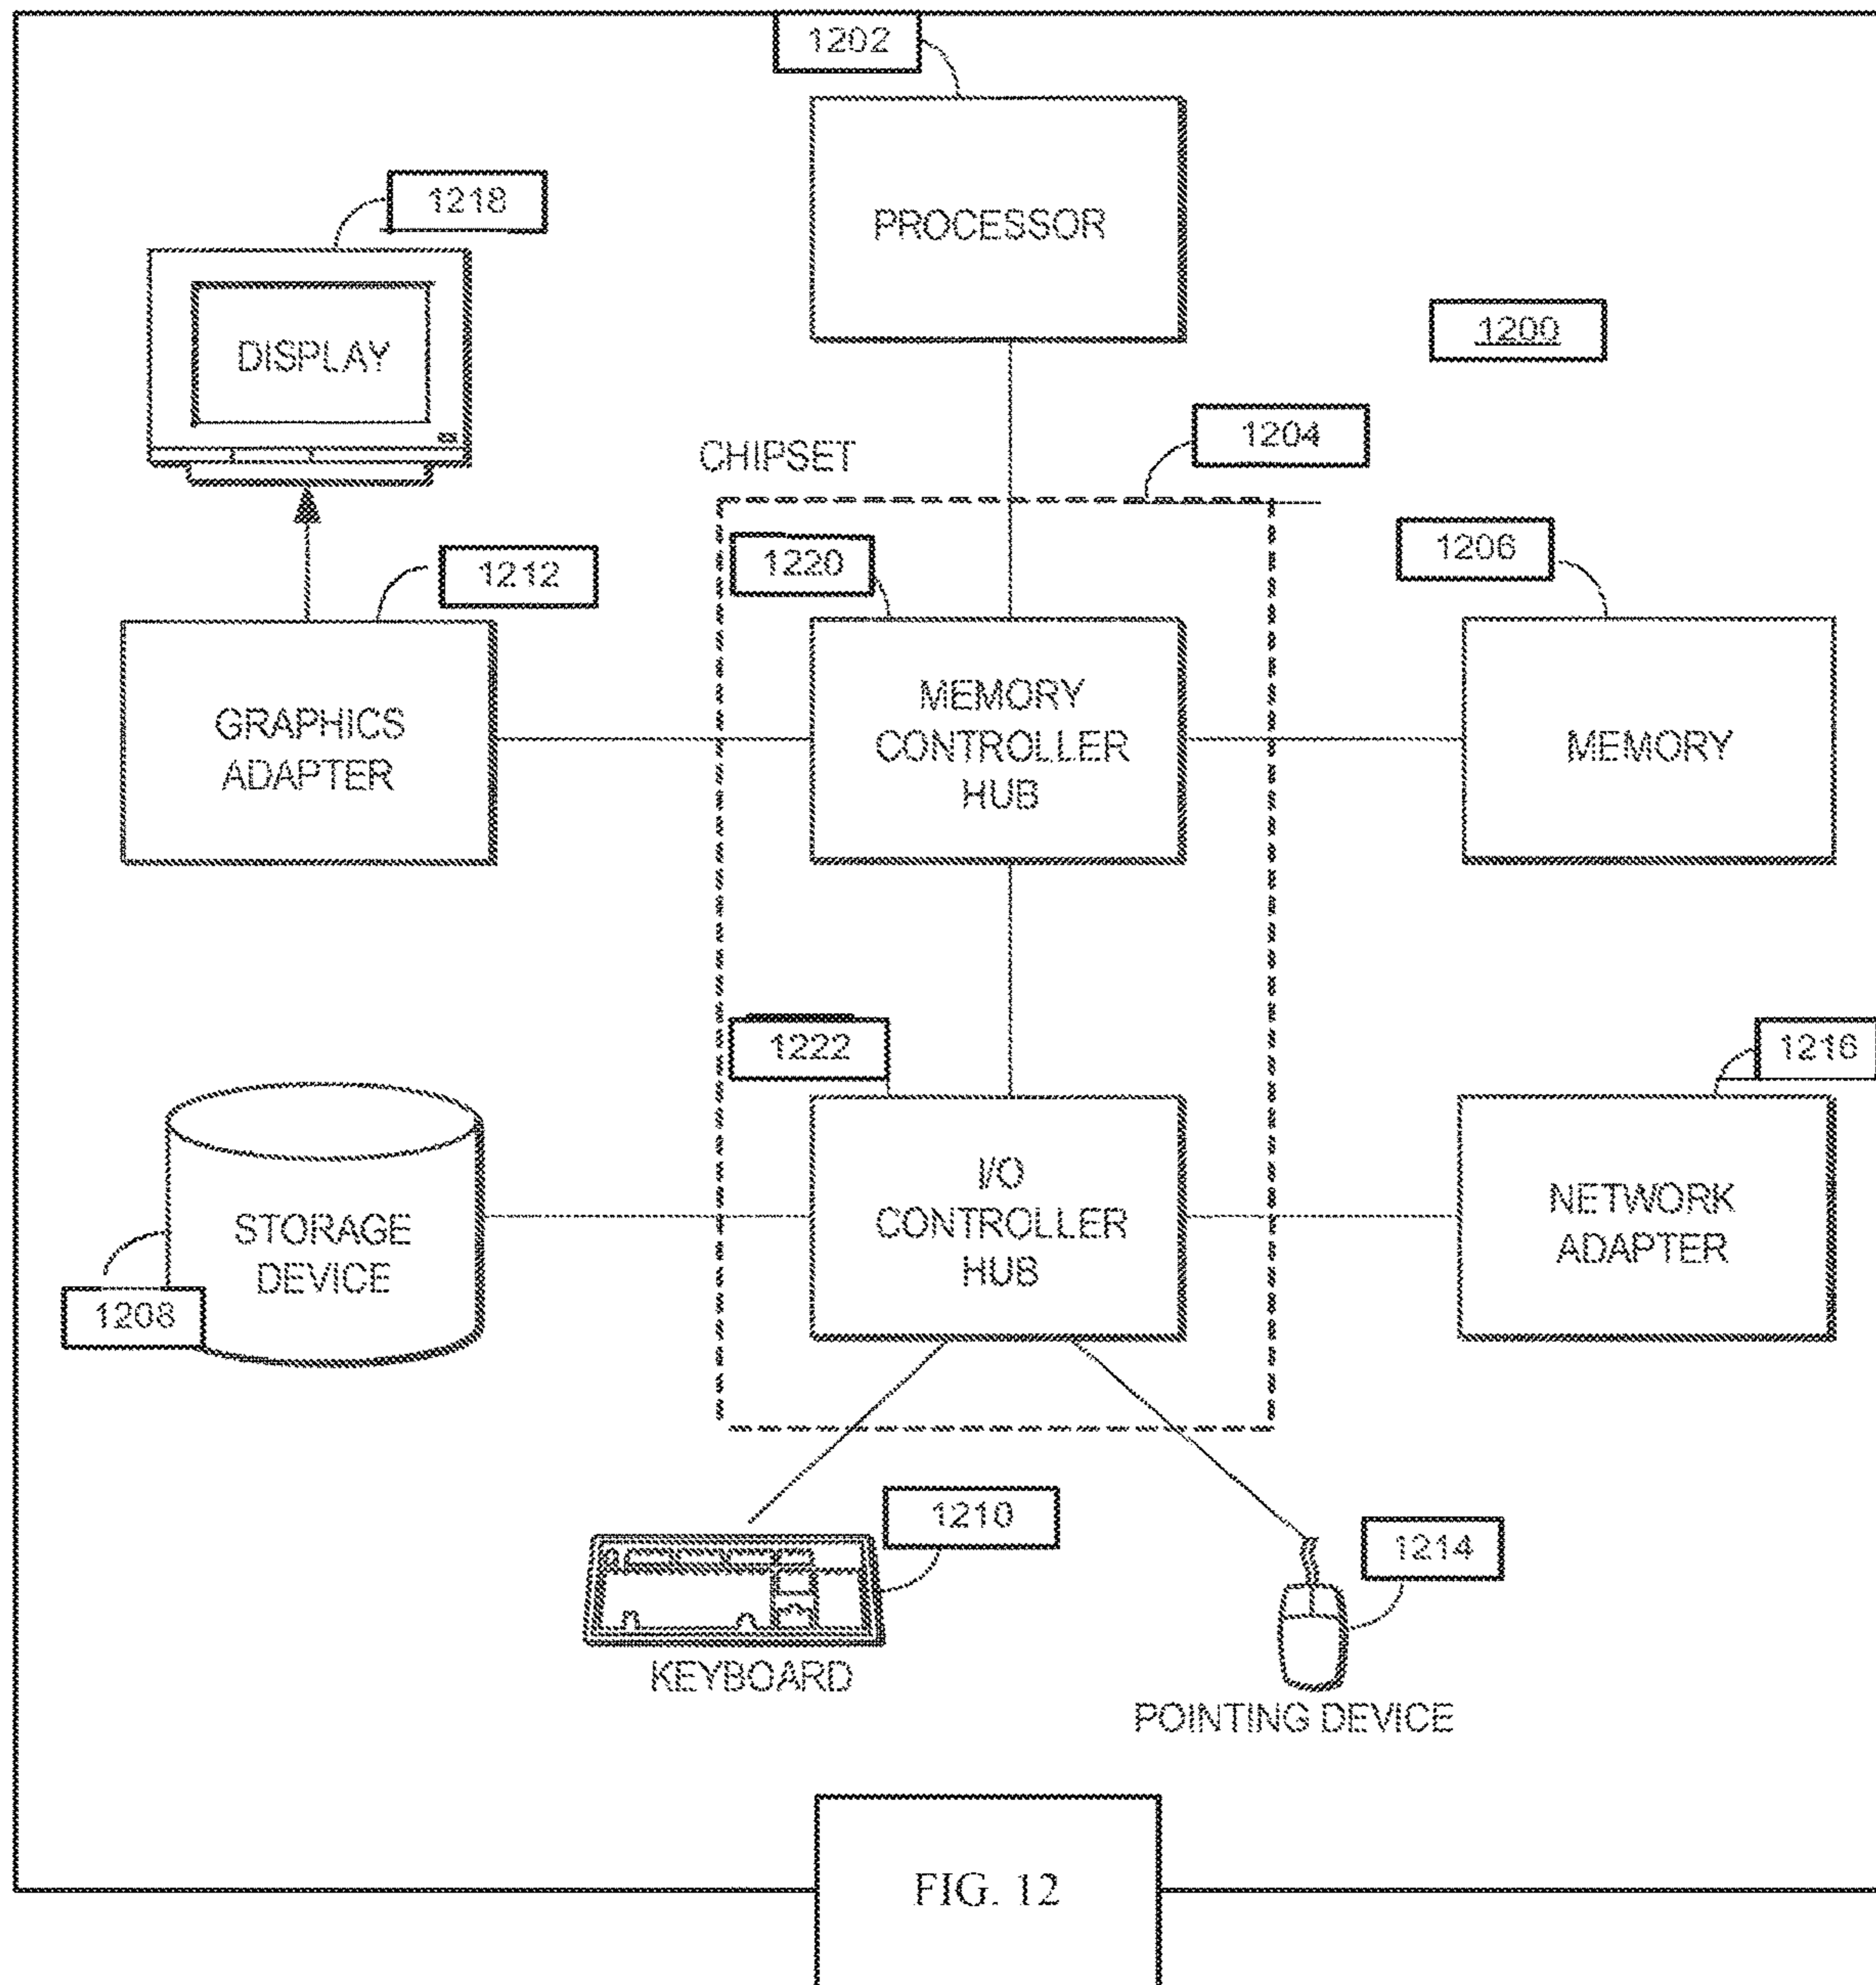 1202
PROCESSOR
1218
DISPLAY
1200
1204
CHIPSET
1220
1206
1212
GRAPHICS
ADAPTER
MEMORY
CONTROLLER
HUB
MEMORY
1222
1216
STORAGE
DEVICE
1208
I/O
CONTROLLER
HUB
NETWORK
ADAPTER
1210
KEYBOARD
1214
POINTING DEVICE
FIG. 12